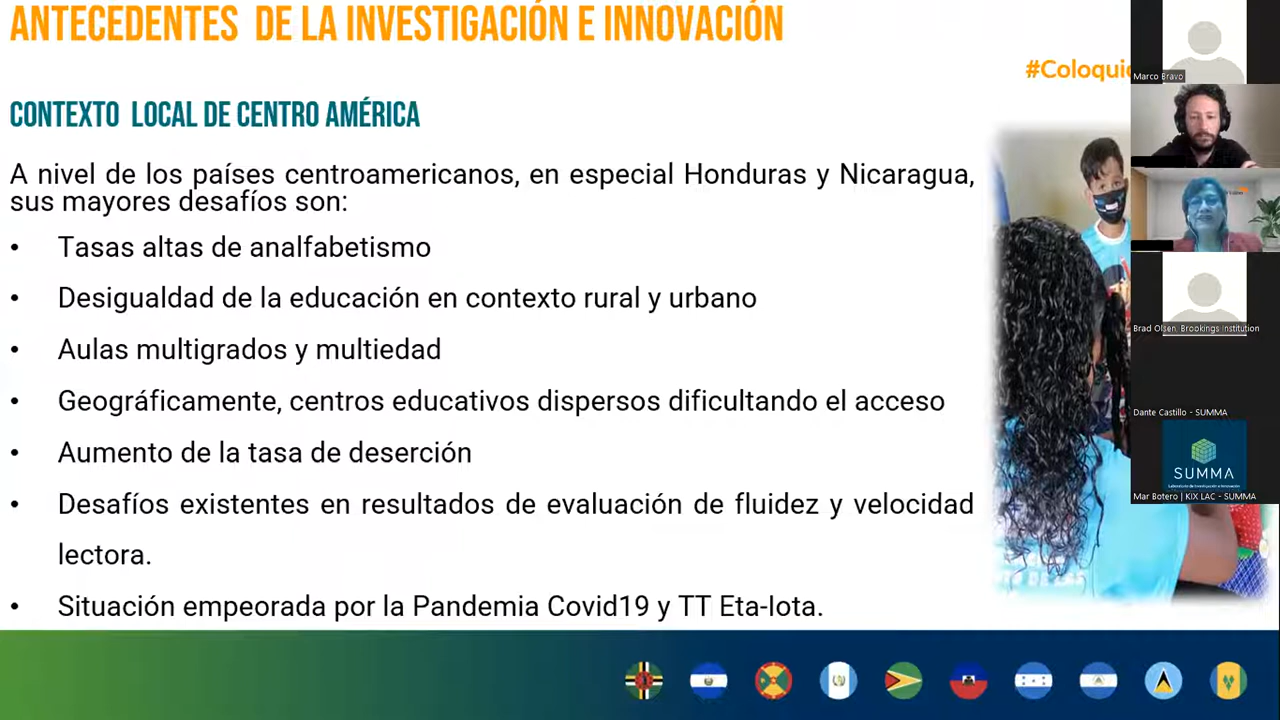 ANTECEDENTES DE LA INVESTIGACIÓN E INNOVACIÓN
#Coloquio
CONTEXTO LOCAL DE CENTRO AMÉRICA
A nivel de los países centroamericanos, en especial Honduras y Nicaragua,
sus mayores desafíos son:
• Tasas altas de analfabetismo
• Desigualdad de la educación en contexto rural y urbano
• Aulas multigrados y multiedad
• Geográficamente, centros educativos dispersos dificultando el acceso
• Aumento de la tasa de deserción
• Desafíos existentes en resultados de evaluación de fluidez y velocidad
lectora.
• Situación empeorada por la Pandemia Covid19 y TT Eta-Iota.
Marco Bravo
Brad Olsen, Brookings Institution
Dante Castillo - SUMMA
SUMMA
Laboratorio de Investigación e Innovación
Mar Botero | KIX LAC - SUMMA